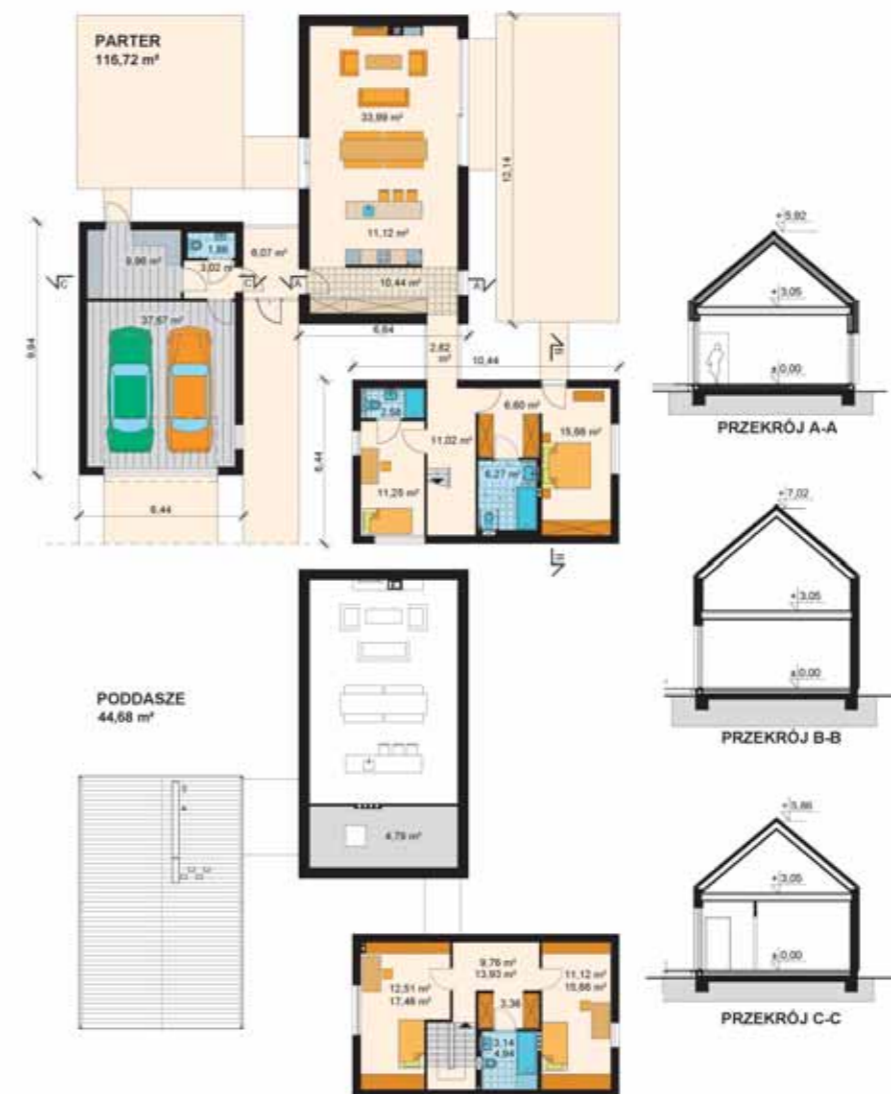 PARTER
116,72 m²
33,99 m²
12,14
11,12 m²
1,86
3,02 m²
6,07 m²
9,96 m²
C
C
A
A
10,44 m²
37,67 m²
9,94
6,64
2,82
m²
10,44
B
6,44
2,58
11,02 m²
6,60 m²
15,66 m²
6,27 m²
11,25 m²
6,44
B
+5,92
+3,05
±0,00
PRZEKRÓJ A-A
+7,02
+3,05
±0,00
PRZEKRÓJ B-B
PODDASZE
44,68 m²
4,79 m²
+5,86
+3,05
±0,00
PRZEKRÓJ C-C
12,51 m²
17,46 m²
9,76 m²
13,93 m²
11,12 m²
15,66 m²
3,36
3,14
4,94